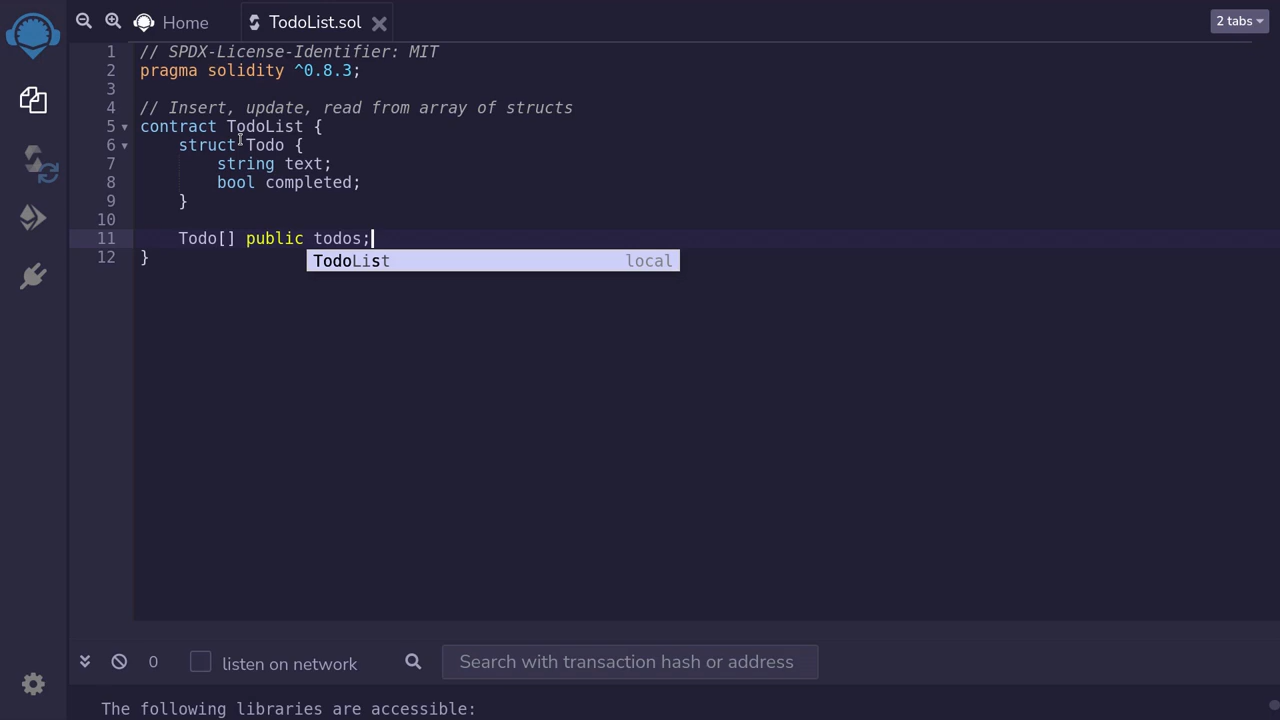 Home
TodoList.sol
2 tabs
1 // SPDX-License-Identifier: MIT
2 pragma solidity ^0.8.3;
3
4 // Insert, update, read from array of structs
5 contract TodoList {
6 struct Todo {
7 string text;
8 bool completed;
9 }
10
11 Todo[] public todos;
12 }
TodoList local
0 listen on network Search with transaction hash or address
The following libraries are accessible: